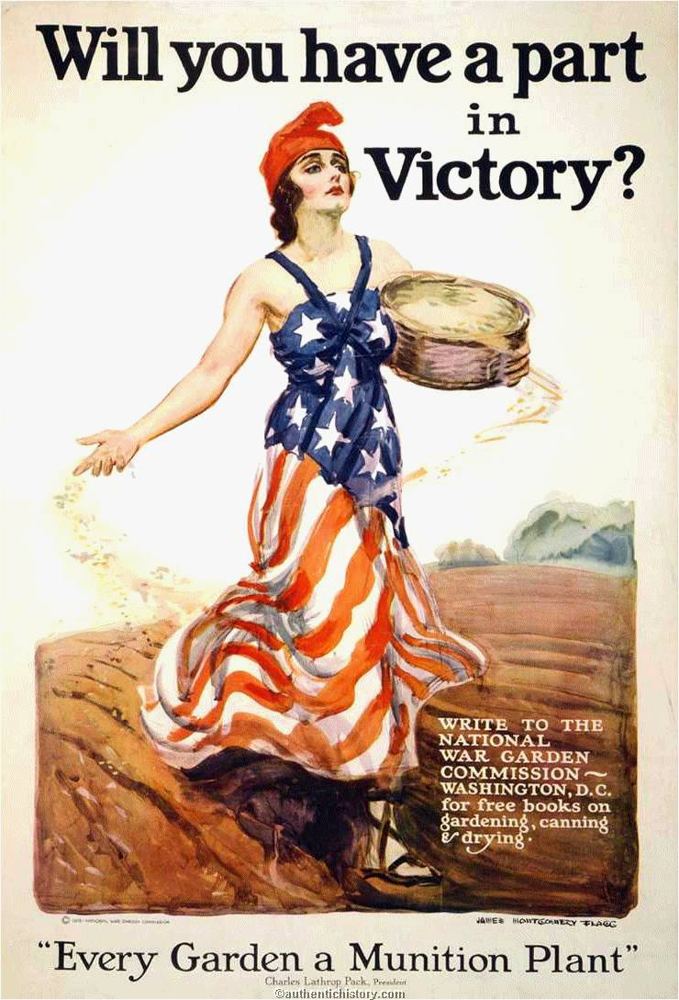 Will you have a part
in
Victory?
WRITE TO THE
NATIONAL
WAR GARDEN
COMMISSION ~
WASHINGTON, D.C.
for free books on
gardening, canning
& drying.
© 1918 · NATIONAL WAR GARDEN COMMISSION
JAMES MONTGOMERY FLAGG
"Every Garden a Munition Plant"
Charles Lathrop Pack, President
©authentichistory.com